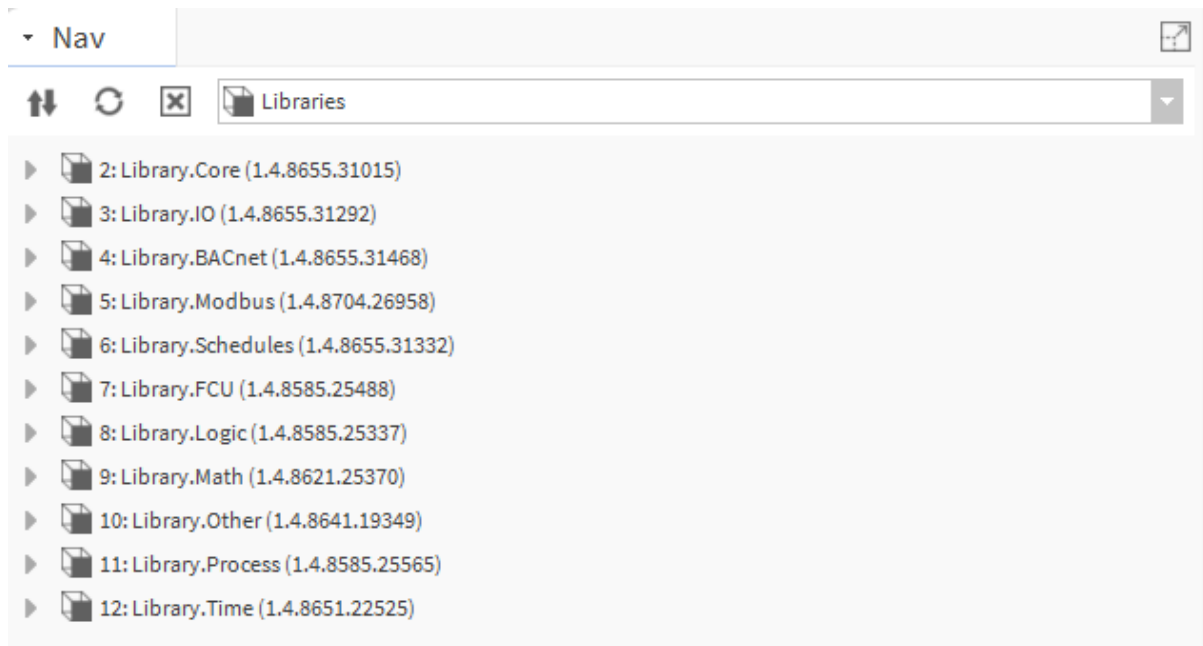 Nav
Libraries
2: Library.Core (1.4.8655.31015)
3: Library.IO (1.4.8655.31292)
4: Library.BACnet (1.4.8655.31468)
5: Library.Modbus (1.4.8704.26958)
6: Library.Schedules (1.4.8655.31332)
7: Library.FCU (1.4.8585.25488)
8: Library.Logic (1.4.8585.25337)
9: Library.Math (1.4.8621.25370)
10: Library.Other (1.4.8641.19349)
11: Library.Process (1.4.8585.25565)
12: Library.Time (1.4.8651.22525)